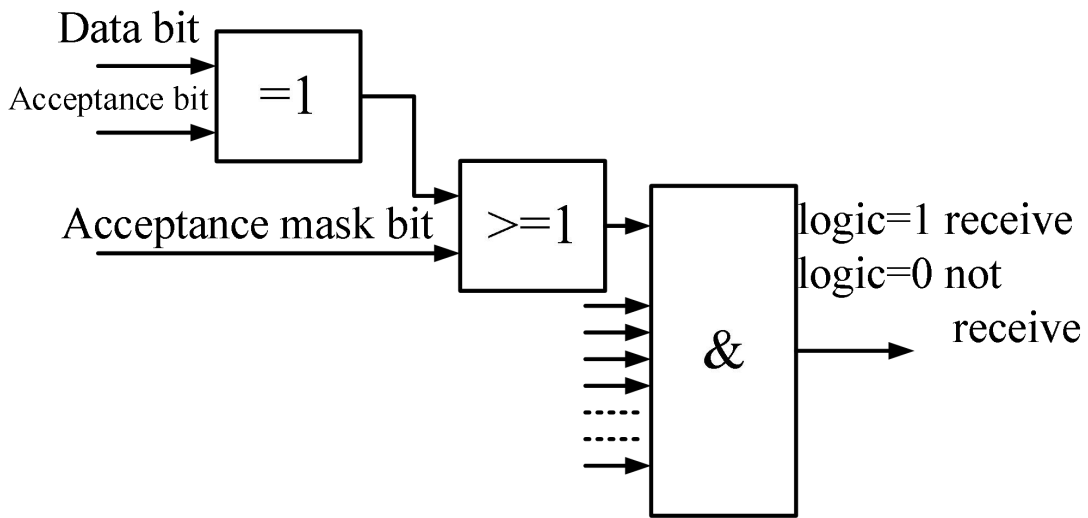 Data bit
Acceptance bit
=1
Acceptance mask bit
>=1
logic=1 receive
logic=0 not
receive
&